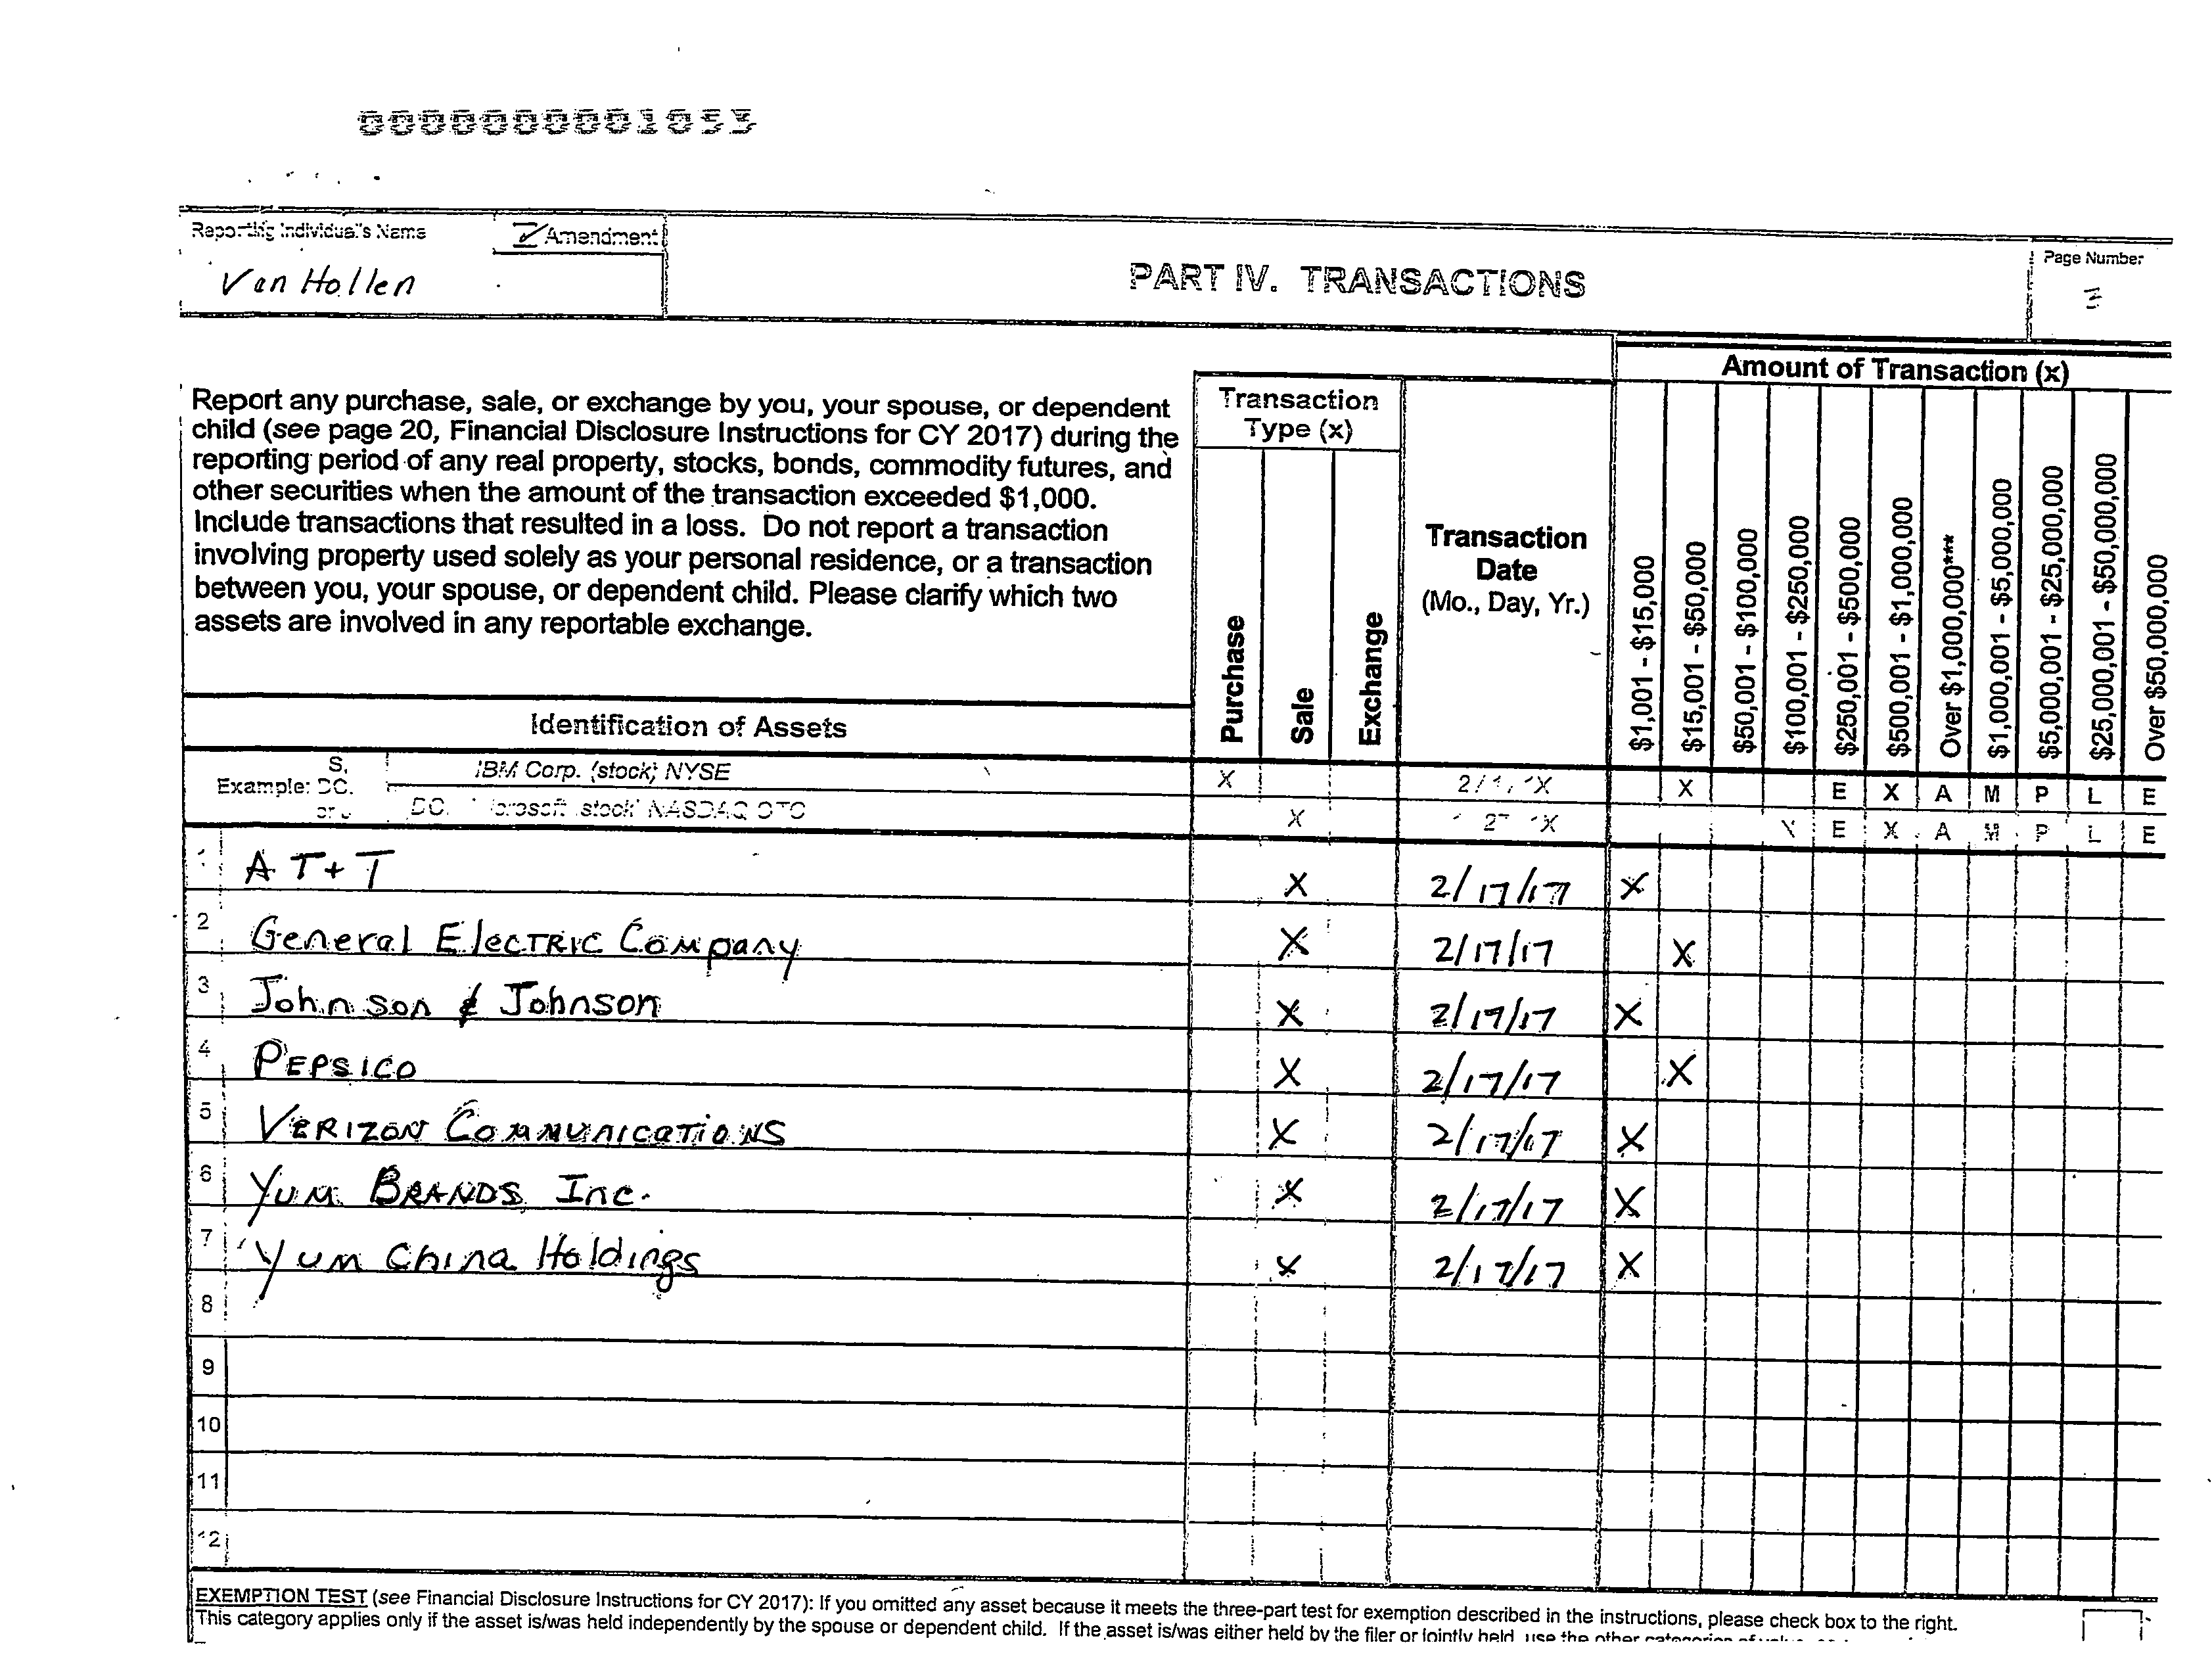 0000000001053
Reporting Individual's Name
Amendment
Van Hollen
PART IV. TRANSACTIONS
Page Number
Amount of Transaction (x)
Report any purchase, sale, or exchange by you, your spouse, or dependent
child (see page 20, Financial Disclosure Instructions for CY 2017) during the
reporting period of any real property, stocks, bonds, commodity futures, and
other securities when the amount of the transaction exceeded $1,000.
Include transactions that resulted in a loss. Do not report a transaction
involving property used solely as your personal residence, or a transaction
between you, your spouse, or dependent child. Please clarify which two
assets are involved in any reportable exchange.
Transaction
Type (x)
Purchase
Sale
Exchange
Transaction
Date
(Mo., Day, Yr.)
$1,001 - $15,000
$15,001 - $50,000
$50,001 - $100,000
$100,001 - $250,000
$250,001 - $500,000
$500,001 - $1,000,000
Over $1,000,000***
$1,000,001 - $5,000,000
$5,000,001 - $25,000,000
$25,000,001 - $50,000,000
Over $50,000,000
Identification of Assets
Example: S, IBM Corp. (stock) NYSE X X E X A M P L E
DC, stock NASDAQ OTC X E X A M P L E
1 AT+T X 2/17/17 X
2 General Electric Company X 2/17/17 X
3 Johnson & Johnson X 2/17/17 X
4 PEPSICO X 2/17/17 X
5 VERIZON COMMUNICATIONS X 2/17/17 X
6 YUM BRANDS Inc. X 2/17/17 X
7 Yum China Holdings X 2/17/17 X
8
9
10
11
12
EXEMPTION TEST (see Financial Disclosure Instructions for CY 2017): If you omitted any asset because it meets the three-part test for exemption described in the instructions, please check box to the right.
This category applies only if the asset is/was held independently by the spouse or dependent child. If the asset is/was either held by the filer or jointly held, use the other categories of